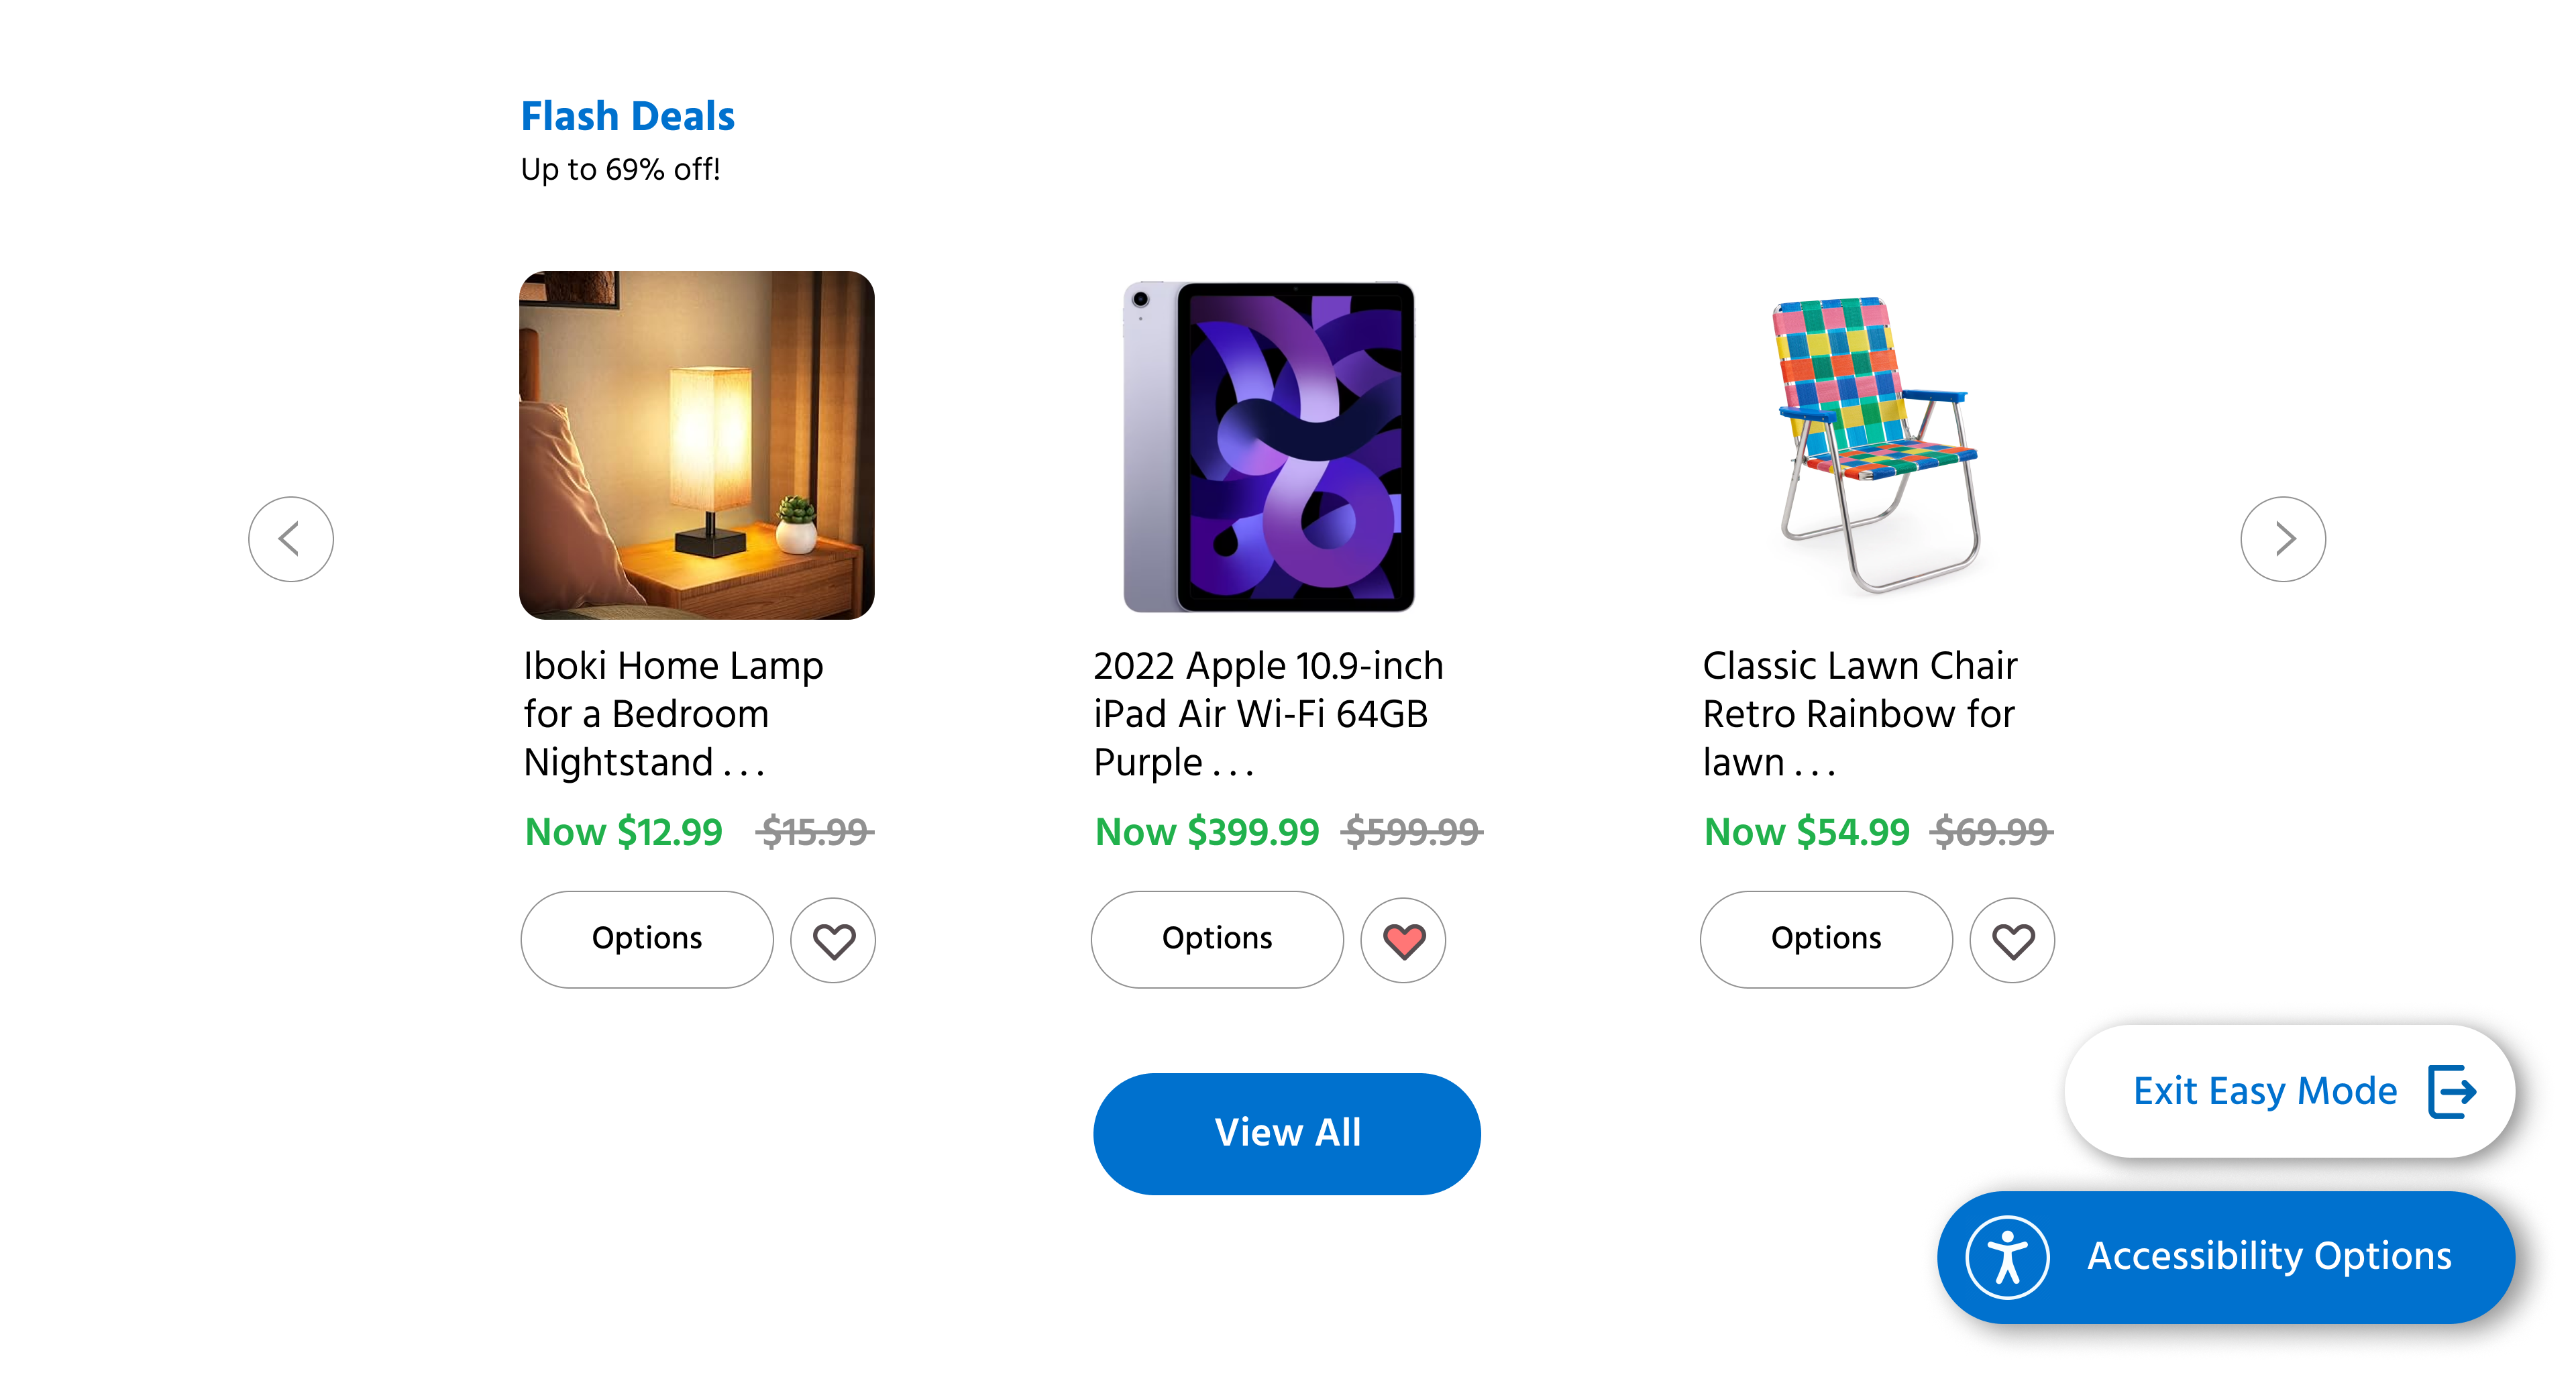 Flash Deals
Up to 69% off!
Iboki Home Lamp
for a Bedroom
Nightstand . . .
Now $12.99 $15.99
Options
2022 Apple 10.9-inch
iPad Air Wi-Fi 64GB
Purple . . .
Now $399.99 $599.99
Options
Classic Lawn Chair
Retro Rainbow for
lawn . . .
Now $54.99 $69.99
Options
View All
Exit Easy Mode
Accessibility Options